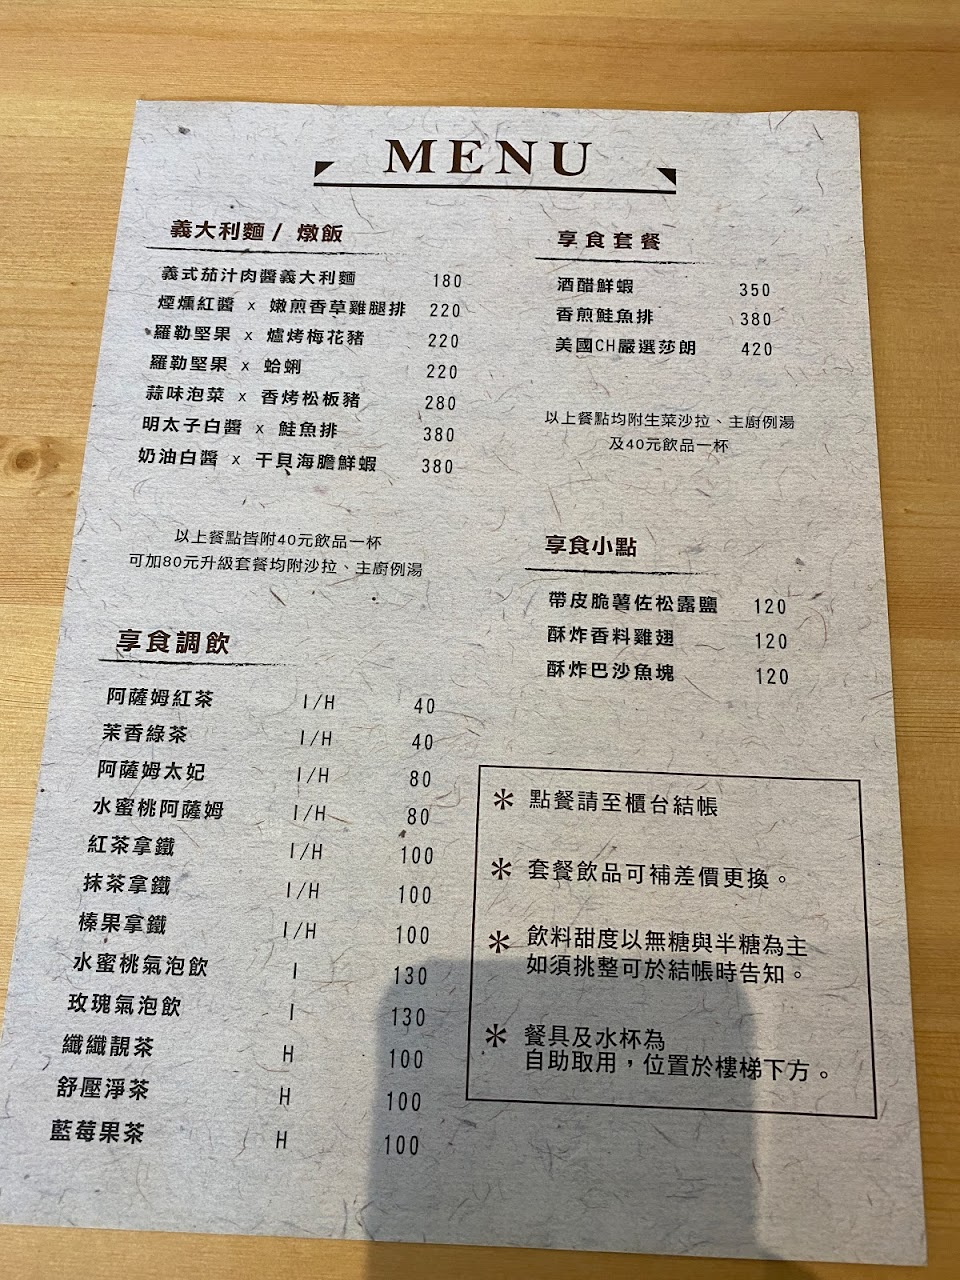 MENU
義大利麵 / 燉飯
義式茄汁肉醬義大利麵 180
煙燻紅醬 x 嫩煎香草雞腿排 220
羅勒堅果 x 爐烤梅花豬 220
羅勒堅果 x 蛤蜊 220
蒜味泡菜 x 香烤松板豬 280
明太子白醬 x 鮭魚排 380
奶油白醬 x 干貝海膽鮮蝦 380
以上餐點皆附40元飲品一杯
可加80元升級套餐均附沙拉、主廚例湯
享食調飲
阿薩姆紅茶 I/H 40
茉香綠茶 I/H 40
阿薩姆太妃 I/H 80
水蜜桃阿薩姆 I/H 80
紅茶拿鐵 I/H 100
抹茶拿鐵 I/H 100
榛果拿鐵 I/H 100
水蜜桃氣泡飲 I 130
玫瑰氣泡飲 I 130
纖纖靚茶 H 100
舒壓淨茶 H 100
藍莓果茶 H 100
享食套餐
酒醋鮮蝦 350
香煎鮭魚排 380
美國CH嚴選莎朗 420
以上餐點均附生菜沙拉、主廚例湯
及40元飲品一杯
享食小點
帶皮脆薯佐松露鹽 120
酥炸香料雞翅 120
酥炸巴沙魚塊 120
* 點餐請至櫃台結帳
* 套餐飲品可補差價更換。
* 飲料甜度以無糖與半糖為主
如須挑整可於結帳時告知。
* 餐具及水杯為
自助取用，位置於樓梯下方。